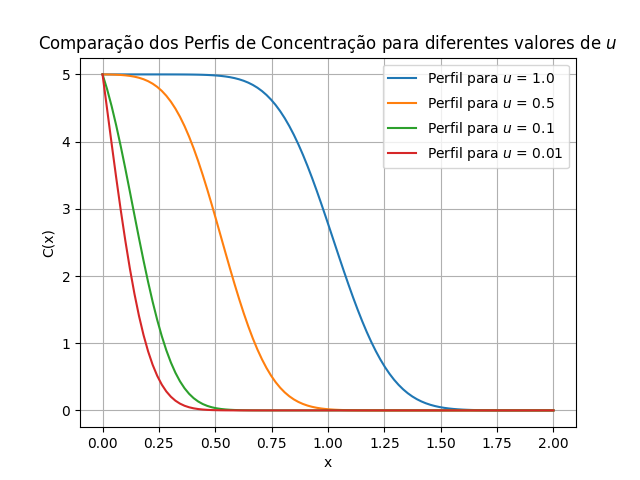 Comparação dos Perfis de Concentração para diferentes valores de u
Perfil para u = 1.0
Perfil para u = 0.5
Perfil para u = 0.1
Perfil para u = 0.01
C(x)
5
4
3
2
1
0
0.00 0.25 0.50 0.75 1.00 1.25 1.50 1.75 2.00
x